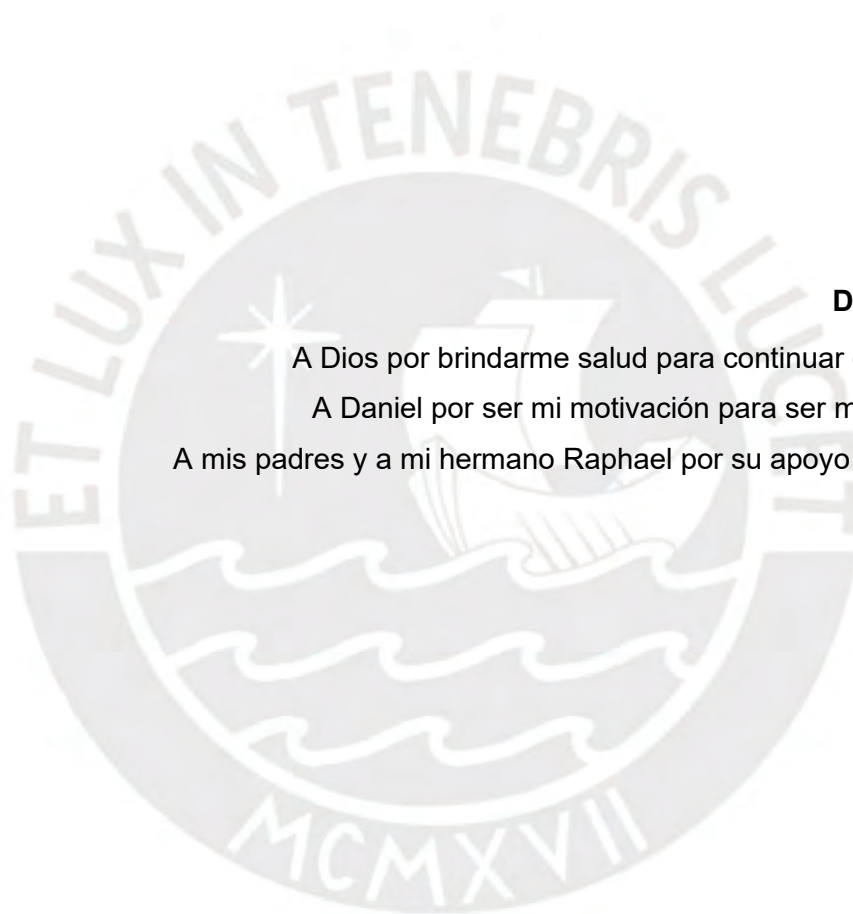 ET LUX IN TENEBRIS LUCET
D
A Dios por brindarme salud para continuar
A Daniel por ser mi motivación para ser
A mis padres y a mi hermano Raphael por su apoyo
MCMXVII